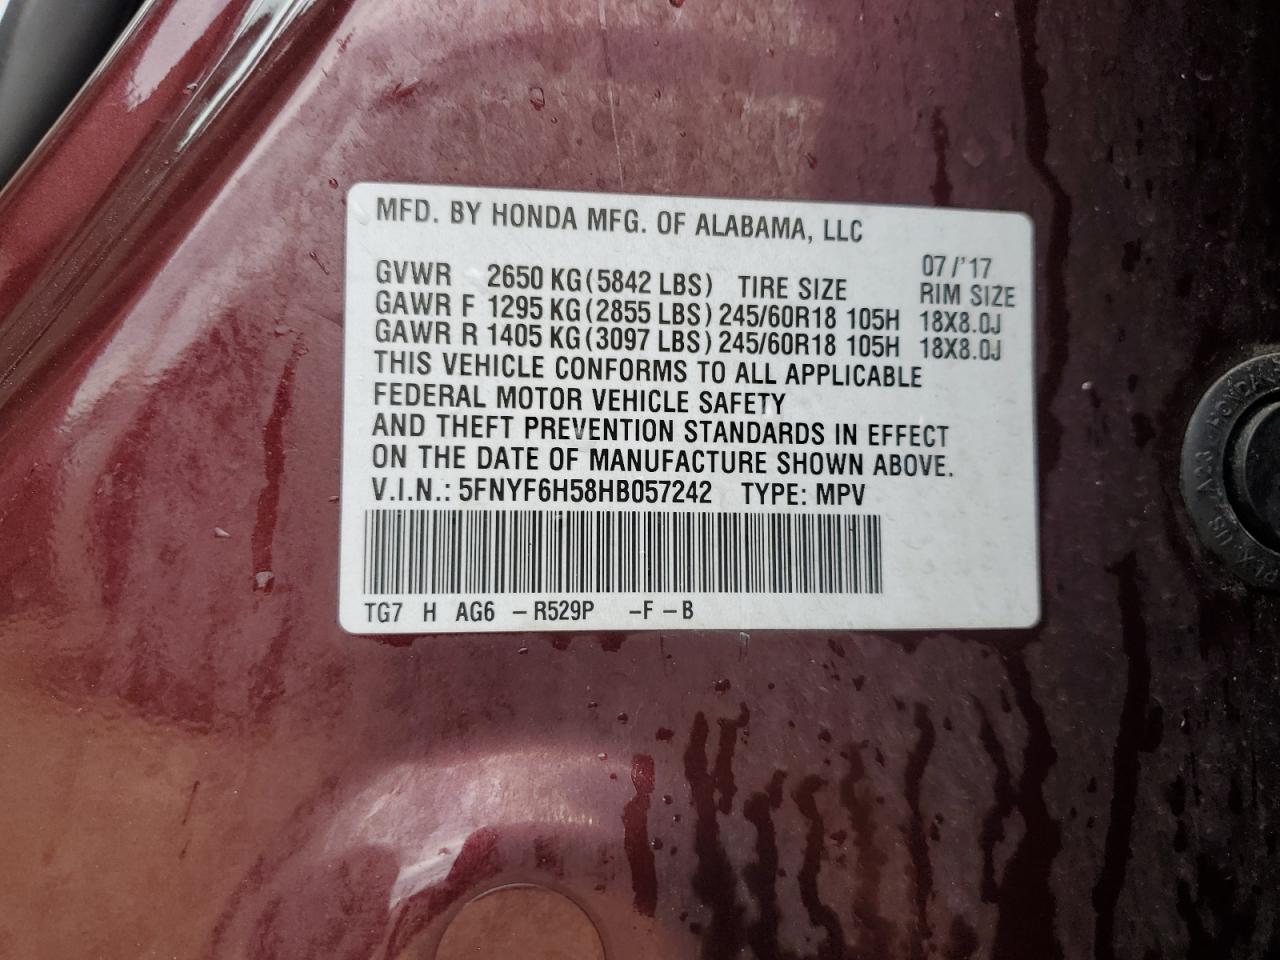 MFD. BY HONDA MFG. OF ALABAMA, LLC
07/'17
GVWR 2650 KG(5842 LBS) TIRE SIZE RIM SIZE
GAWR F 1295 KG(2855 LBS) 245/60R18 105H 18X8.0J
GAWR R 1405 KG(3097 LBS) 245/60R18 105H 18X8.0J
THIS VEHICLE CONFORMS TO ALL APPLICABLE
FEDERAL MOTOR VEHICLE SAFETY
AND THEFT PREVENTION STANDARDS IN EFFECT
ON THE DATE OF MANUFACTURE SHOWN ABOVE.
V.I.N.: 5FNYF6H58HB057242 TYPE: MPV
TG7 H AG6 -R529P -F-B